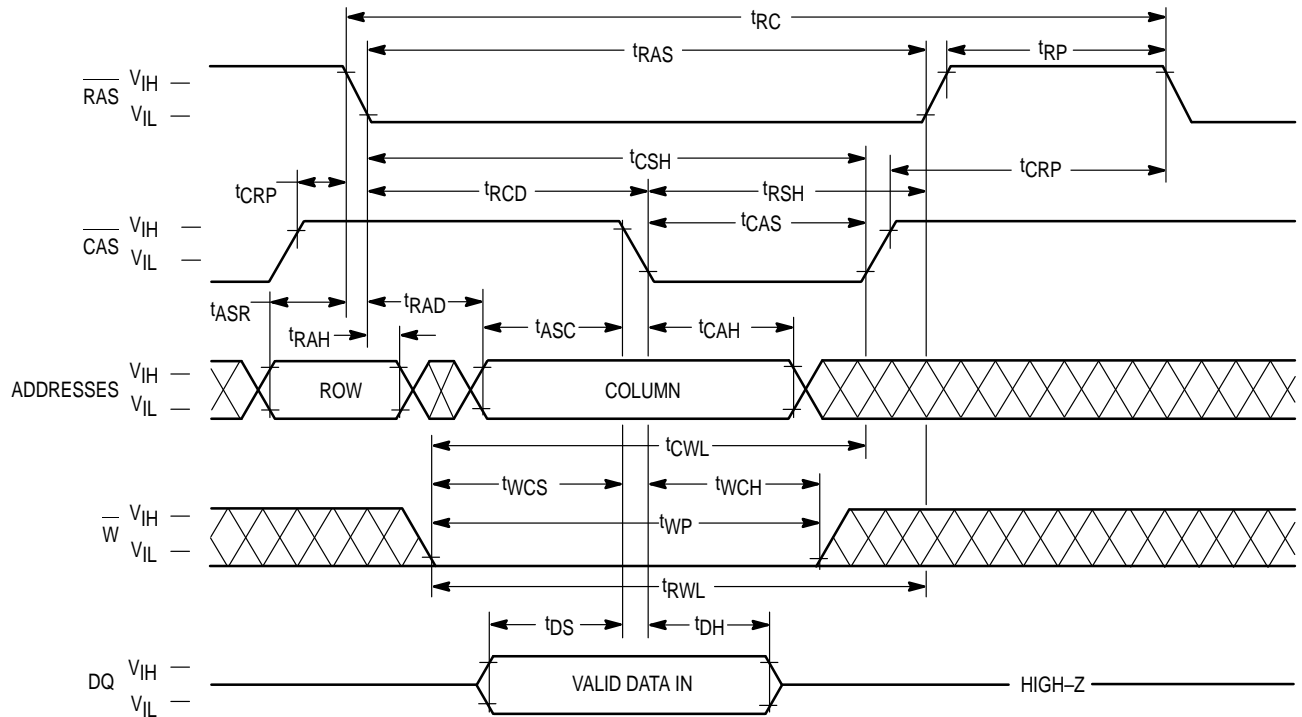 tRC
tRAS
tRP
RAS
VIH
VIL
tCSH
tCRP
tCRP
tRCD
tRSH
tCAS
CAS
VIH
VIL
tASR
tRAD
tRAH
tASC
tCAH
ADDRESSES
VIH
VIL
ROW
COLUMN
tCWL
tWCS
tWCH
W
VIH
VIL
tWP
tRWL
tDS
tDH
DQ
VIH
VIL
VALID DATA IN
HIGH–Z